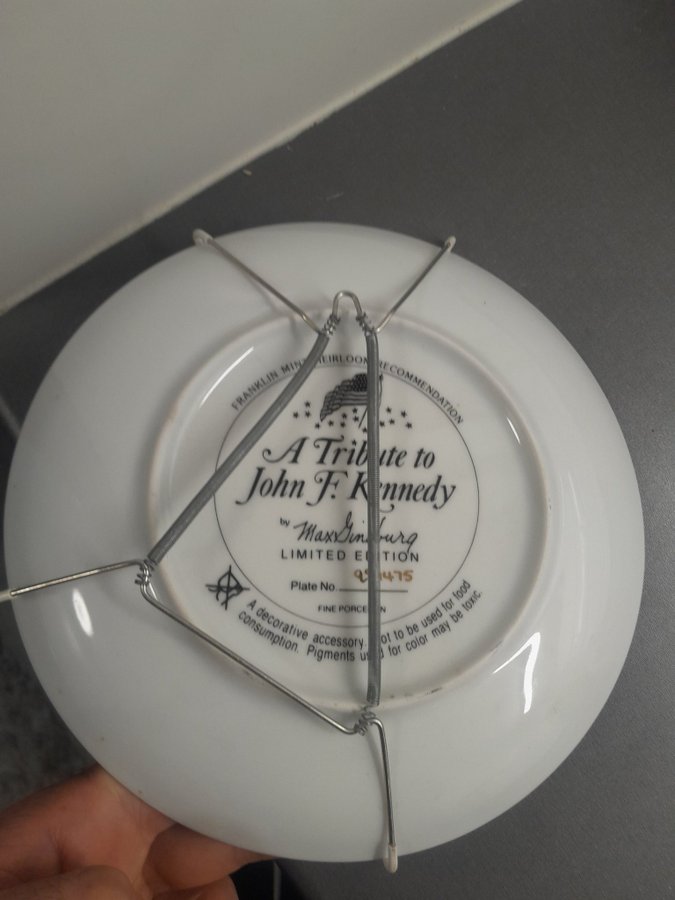 FRANKLIN MINT HEIRLOOM RECOMMENDATION
A Tribute to
John F. Kennedy
by Max Ginsburg
LIMITED EDITION
Plate No.
FINE PORCELAIN
A decorative accessory. Not to be used for food
consumption. Pigments used for color may be toxic.